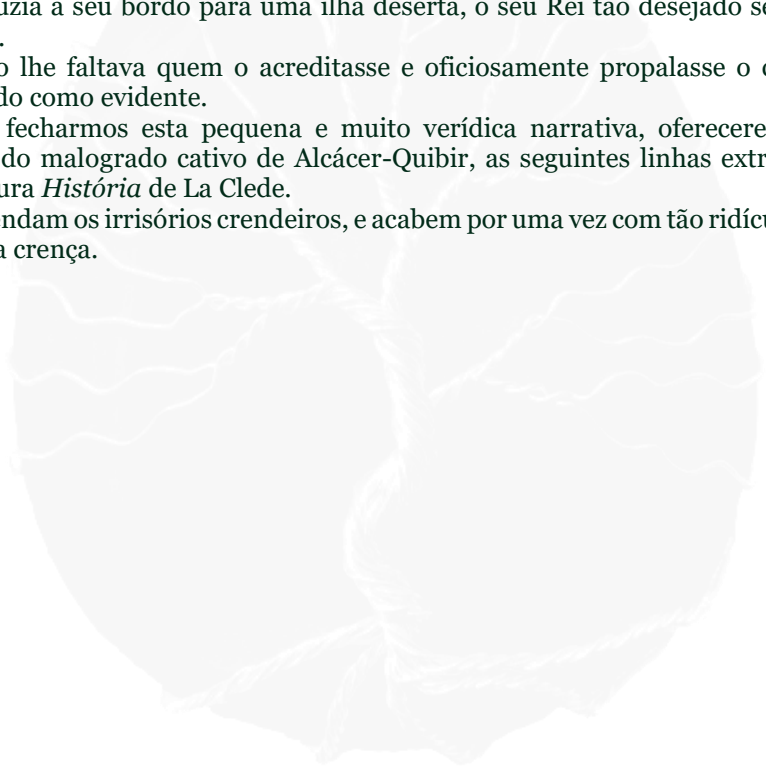 uzia a seu bordo para uma ilha deserta, o seu Rei tão desejado se
.
o lhe faltava quem o acreditasse e oficiosamente propalasse o
do como evidente.
fecharmos esta pequena e muito verídica narrativa, oferecere
do malogrado cativo de Alcácer-Quibir, as seguintes linhas extr
ura História de La Clede.
endam os irrisórios crendeiros, e acabem por uma vez com tão ridíc
a crença.